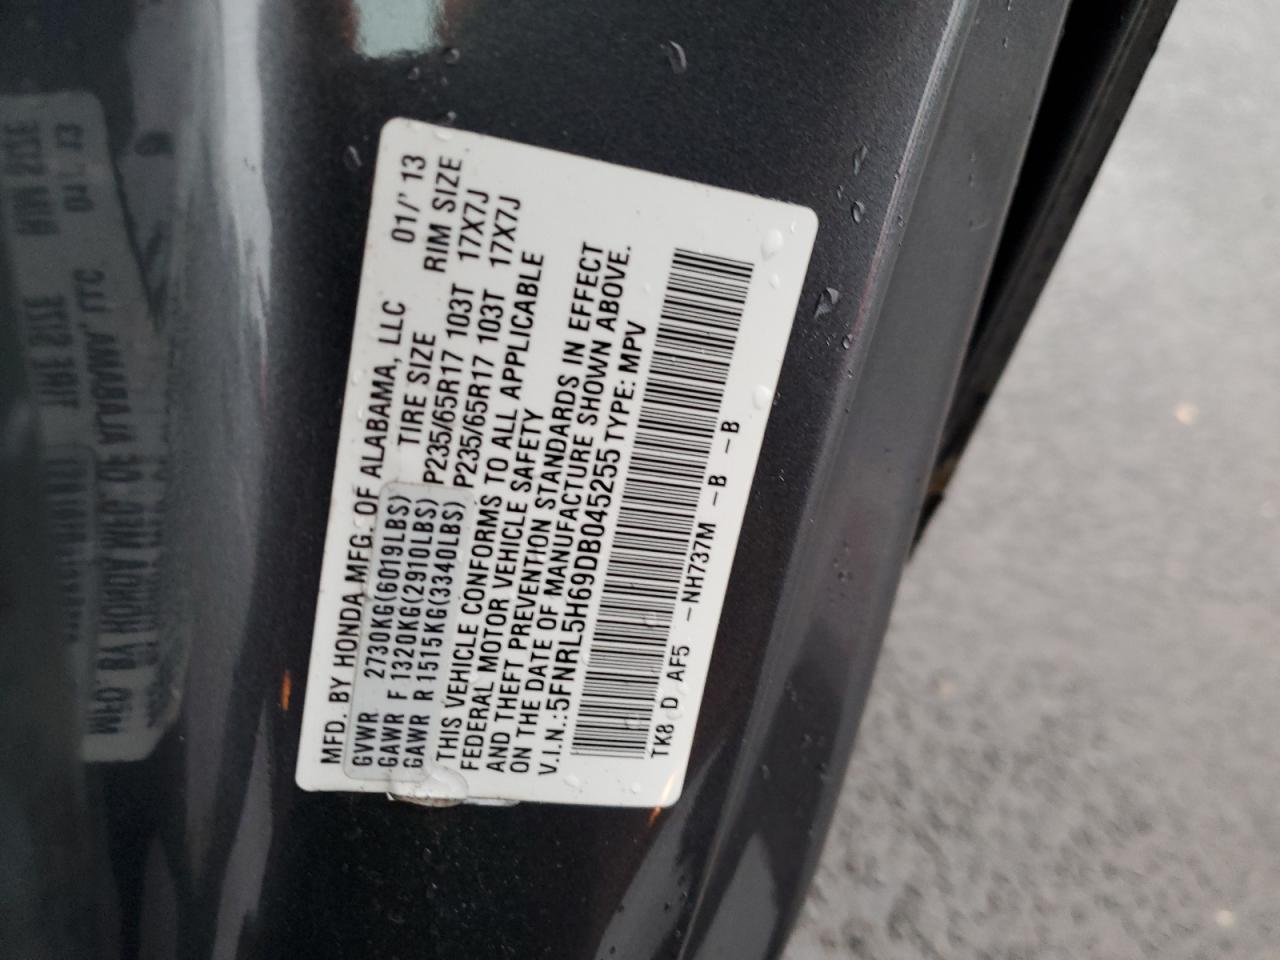 MFD. BY HONDA MFG. OF ALABAMA, LLC 01/'13
GVWR 2730KG(6019LBS) TIRE SIZE RIM SIZE
GAWR F 1320KG(2910LBS) P235/65R17 103T 17X7J
GAWR R 1515KG(3340LBS) P235/65R17 103T 17X7J
THIS VEHICLE CONFORMS TO ALL APPLICABLE
FEDERAL MOTOR VEHICLE SAFETY
AND THEFT PREVENTION STANDARDS IN EFFECT
ON THE DATE OF MANUFACTURE SHOWN ABOVE.
V.I.N.:5FNRL5H69DB045255 TYPE: MPV
TK8 D AF5 -NH737M -B -B